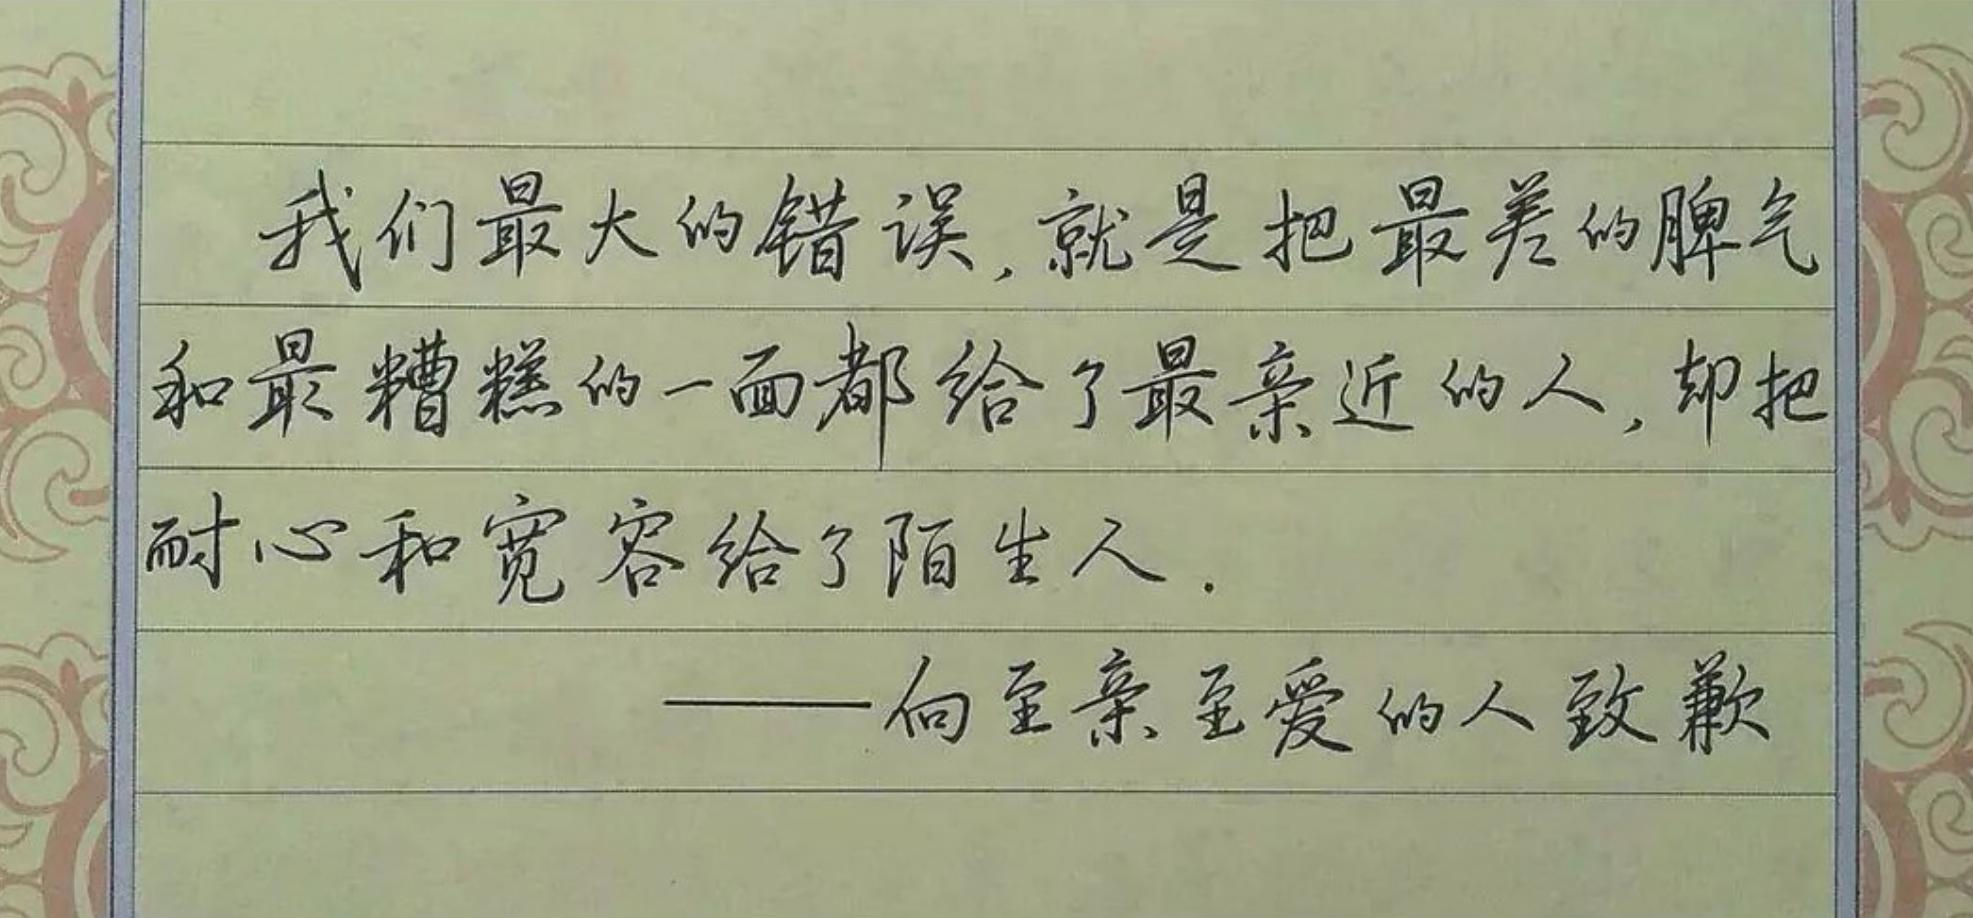 我们最大的错误,就是把最差的脾气
和最糟糕的一面都给了最亲近的人,却把
耐心和宽容给了陌生人.
——向至亲至爱的人致歉